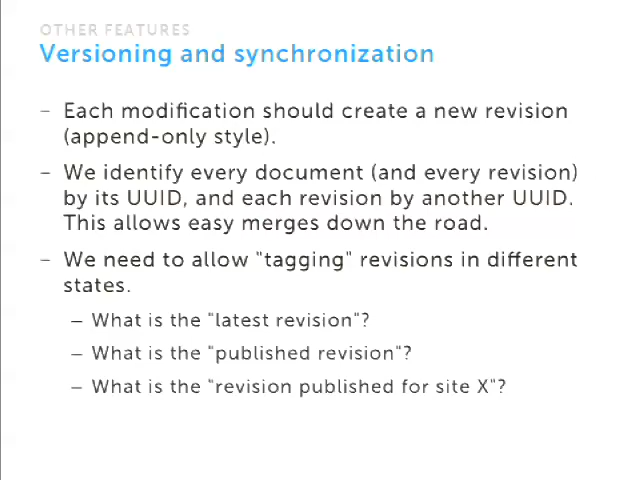 OTHER FEATURES
Versioning and synchronization
– Each modification should create a new revision
(append-only style).
– We identify every document (and every revision)
by its UUID, and each revision by another UUID.
This allows easy merges down the road.
– We need to allow "tagging" revisions in different
states.
– What is the "latest revision"?
– What is the "published revision"?
– What is the "revision published for site X"?